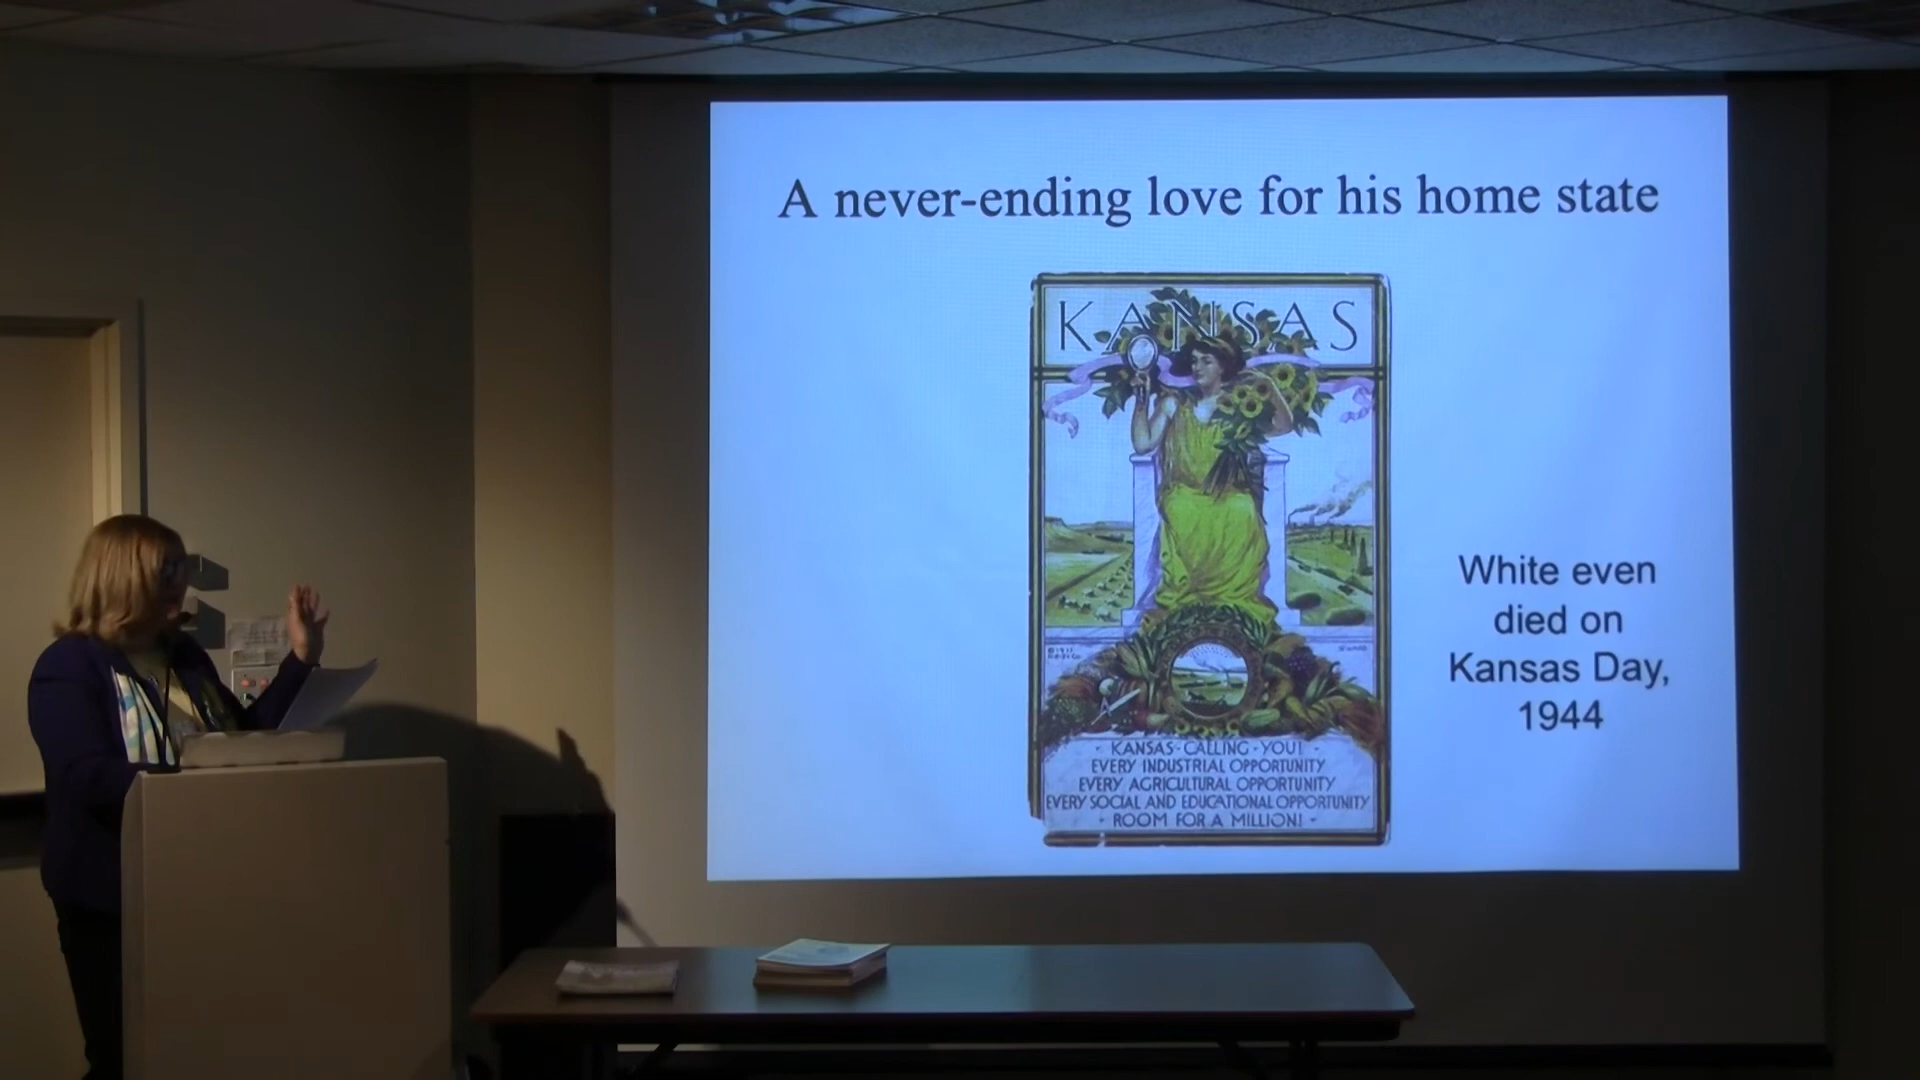 A never-ending love for his home state
KANSAS
White even
died on
Kansas Day,
1944
· KANSAS · CALLING · YOU! ·
EVERY INDUSTRIAL OPPORTUNITY
EVERY AGRICULTURAL OPPORTUNITY
EVERY SOCIAL AND EDUCATIONAL OPPORTUNITY
· ROOM FOR A MILLION! ·